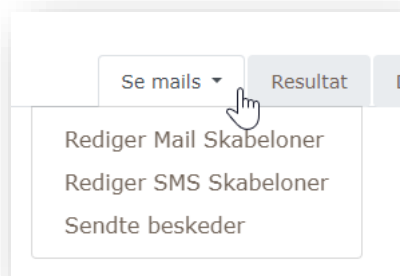 Se mails
Resultat
Rediger Mail Skabeloner
Rediger SMS Skabeloner
Sendte beskeder